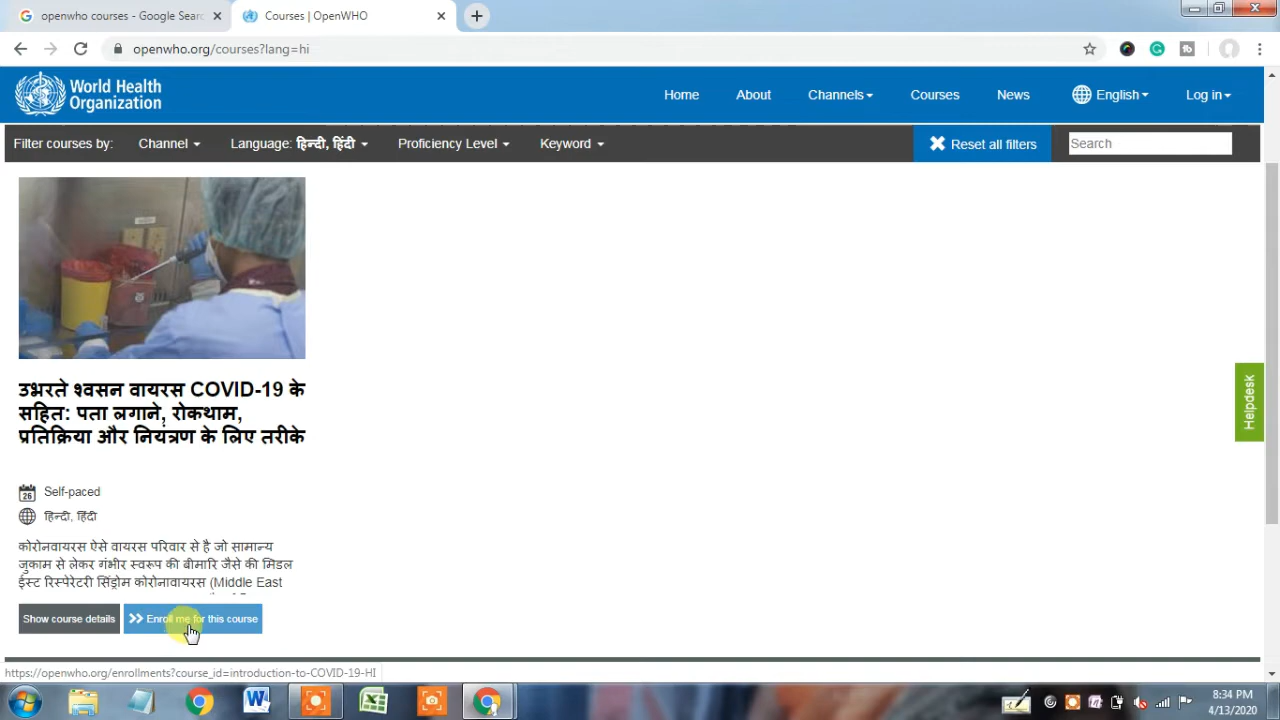 openwho courses - Google Sear
Courses | OpenWHO
openwho.org/courses?lang=hi
World Health
Organization
Home
About
Channels
Courses
News
English
Log in
Filter courses by:
Channel
Language: हिन्दी, हिंदी
Proficiency Level
Keyword
Reset all filters
Search
उभरते श्वसन वायरस COVID-19 के
सहित: पता लगाने, रोकथाम,
प्रतिक्रिया और नियंत्रण के लिए तरीके
26
Self-paced
हिन्दी, हिंदी
कोरोनवायरस ऐसे वायरस परिवार से है जो सामान्य
जुकाम से लेकर गंभीर स्वरूप की बीमारि जैसे की मिडल
ईस्ट रिस्पेरेटरी सिंड्रोम कोरोनावायरस (Middle East
Show course details
Enroll me for this course
Helpdesk
https://openwho.org/enrollments?course_id=introduction-to-COVID-19-HI
8:34 PM
4/13/2020